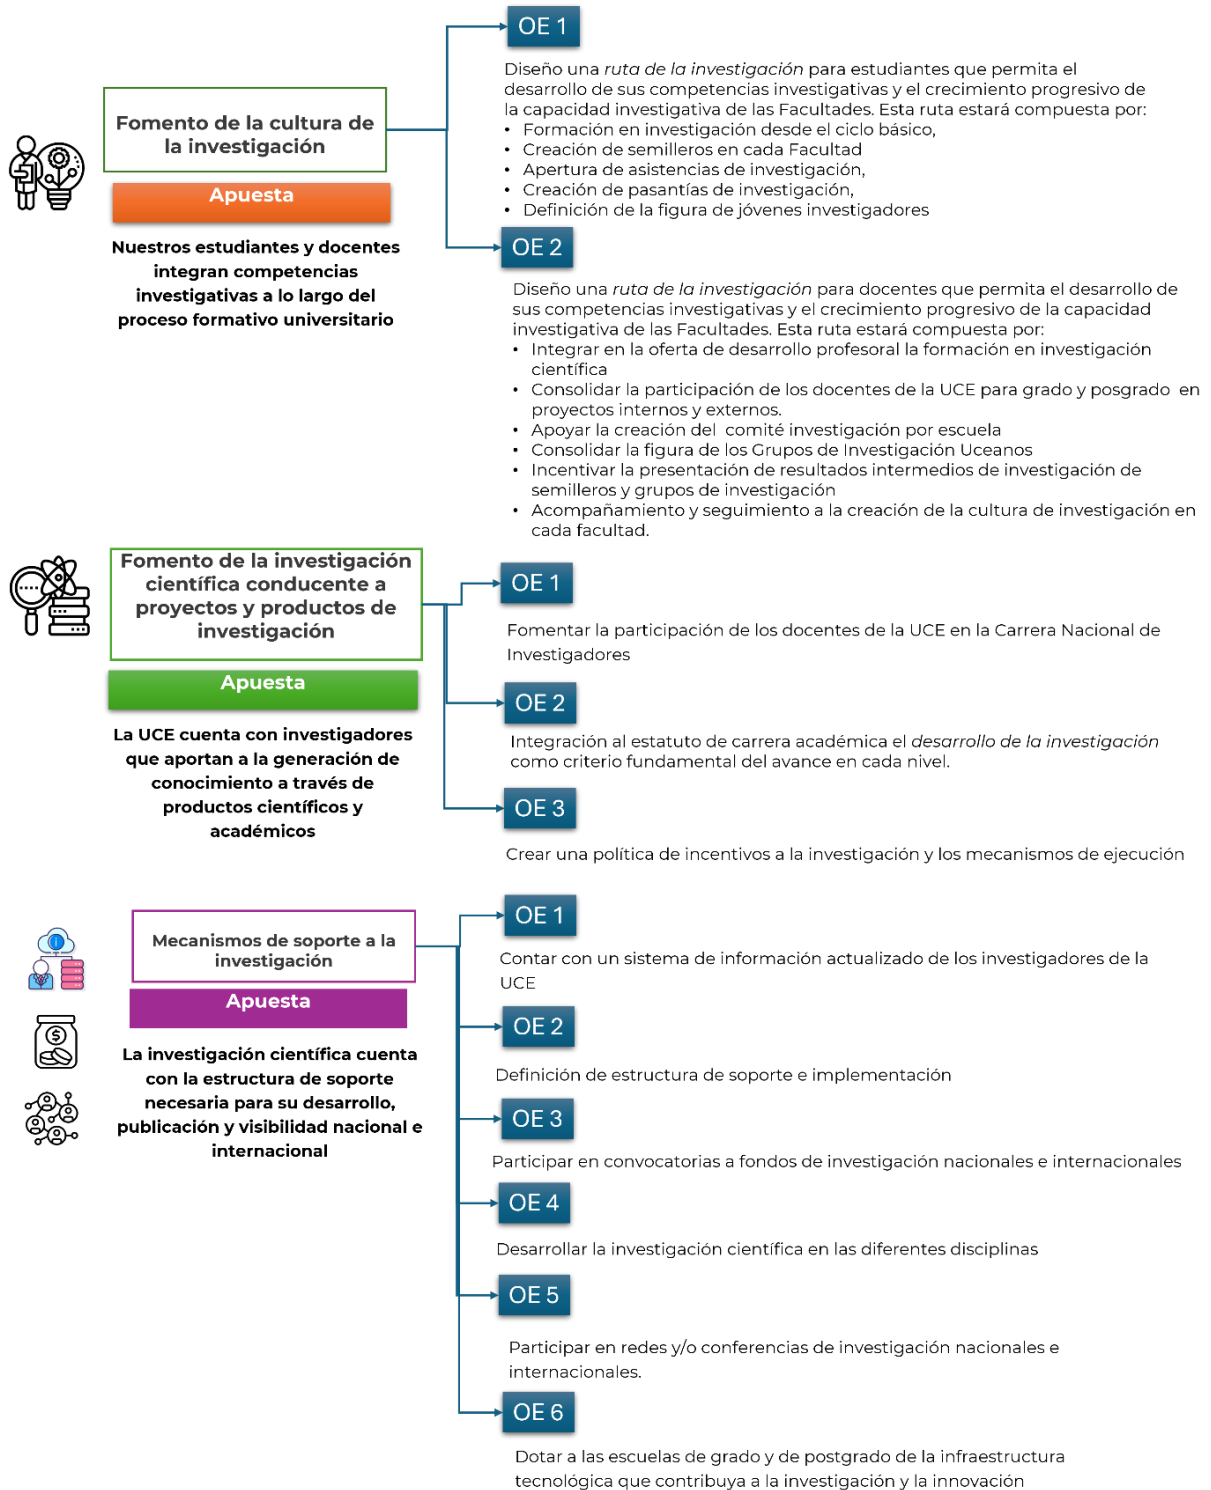 Fomento de la cultura de
la investigación
Apuesta
Nuestros estudiantes y docentes
integran competencias
investigativas a lo largo del
proceso formativo universitario
OE 1
Diseño una ruta de la investigación para estudiantes que permita el
desarrollo de sus competencias investigativas y el crecimiento progresivo de
la capacidad investigativa de las Facultades. Esta ruta estará compuesta por:
• Formación en investigación desde el ciclo básico,
• Creación de semilleros en cada Facultad
• Apertura de asistencias de investigación,
• Creación de pasantías de investigación,
• Definición de la figura de jóvenes investigadores
OE 2
Diseño una ruta de la investigación para docentes que permita el desarrollo de
sus competencias investigativas y el crecimiento progresivo de la capacidad
investigativa de las Facultades. Esta ruta estará compuesta por:
• Integrar en la oferta de desarrollo profesoral la formación en investigación
científica
• Consolidar la participación de los docentes de la UCE para grado y posgrado en
proyectos internos y externos.
• Apoyar la creación del comité investigación por escuela
• Consolidar la figura de los Grupos de Investigación Uceanos
• Incentivar la presentación de resultados intermedios de investigación de
semilleros y grupos de investigación
• Acompañamiento y seguimiento a la creación de la cultura de investigación en
cada facultad.
Fomento de la investigación
científica conducente a
proyectos y productos de
investigación
Apuesta
La UCE cuenta con investigadores
que aportan a la generación de
conocimiento a través de
productos científicos y
académicos
OE 1
Fomentar la participación de los docentes de la UCE en la Carrera Nacional de
Investigadores
OE 2
Integración al estatuto de carrera académica el desarrollo de la investigación
como criterio fundamental del avance en cada nivel.
OE 3
Crear una política de incentivos a la investigación y los mecanismos de ejecución
Mecanismos de soporte a la
investigación
Apuesta
La investigación científica cuenta
con la estructura de soporte
necesaria para su desarrollo,
publicación y visibilidad nacional e
internacional
OE 1
Contar con un sistema de información actualizado de los investigadores de la
UCE
OE 2
Definición de estructura de soporte e implementación
OE 3
Participar en convocatorias a fondos de investigación nacionales e internacionales
OE 4
Desarrollar la investigación científica en las diferentes disciplinas
OE 5
Participar en redes y/o conferencias de investigación nacionales e
internacionales.
OE 6
Dotar a las escuelas de grado y de postgrado de la infraestructura
tecnológica que contribuya a la investigación y la innovación